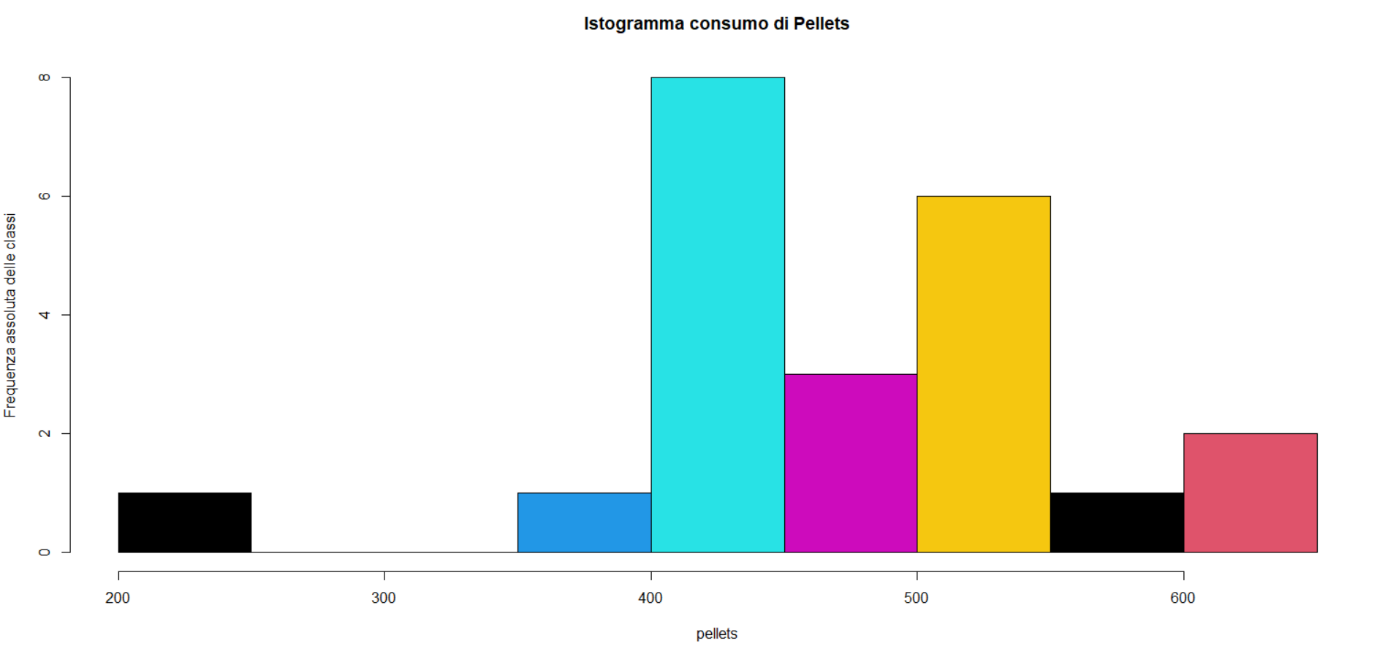 Istogramma consumo di Pellets
Frequenza assoluta delle classi
8
6
4
2
0
200 300 400 500 600
pellets